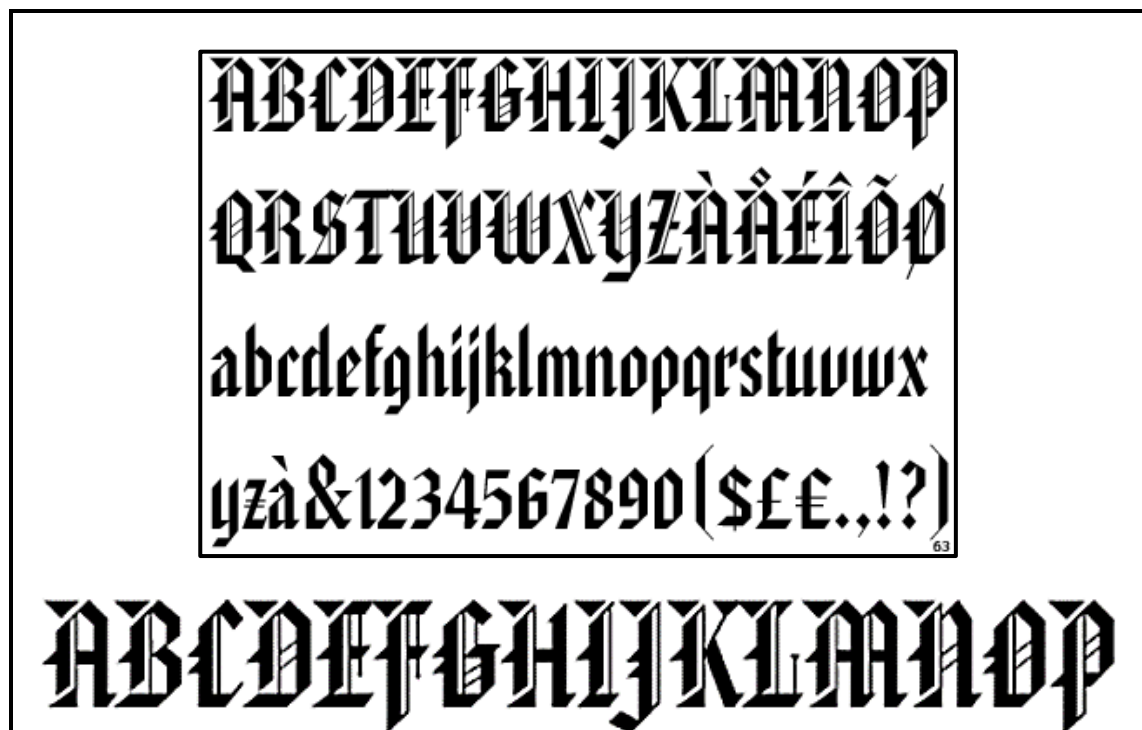 ABCDEFGHIJKLMNOP
QRSTUVWXYZÀÅÉÎÕØ
abcdefghijklmnopqrstuvwx
yzà&1234567890($£€.,!?)
63
ABCDEFGHIJKLMNOP